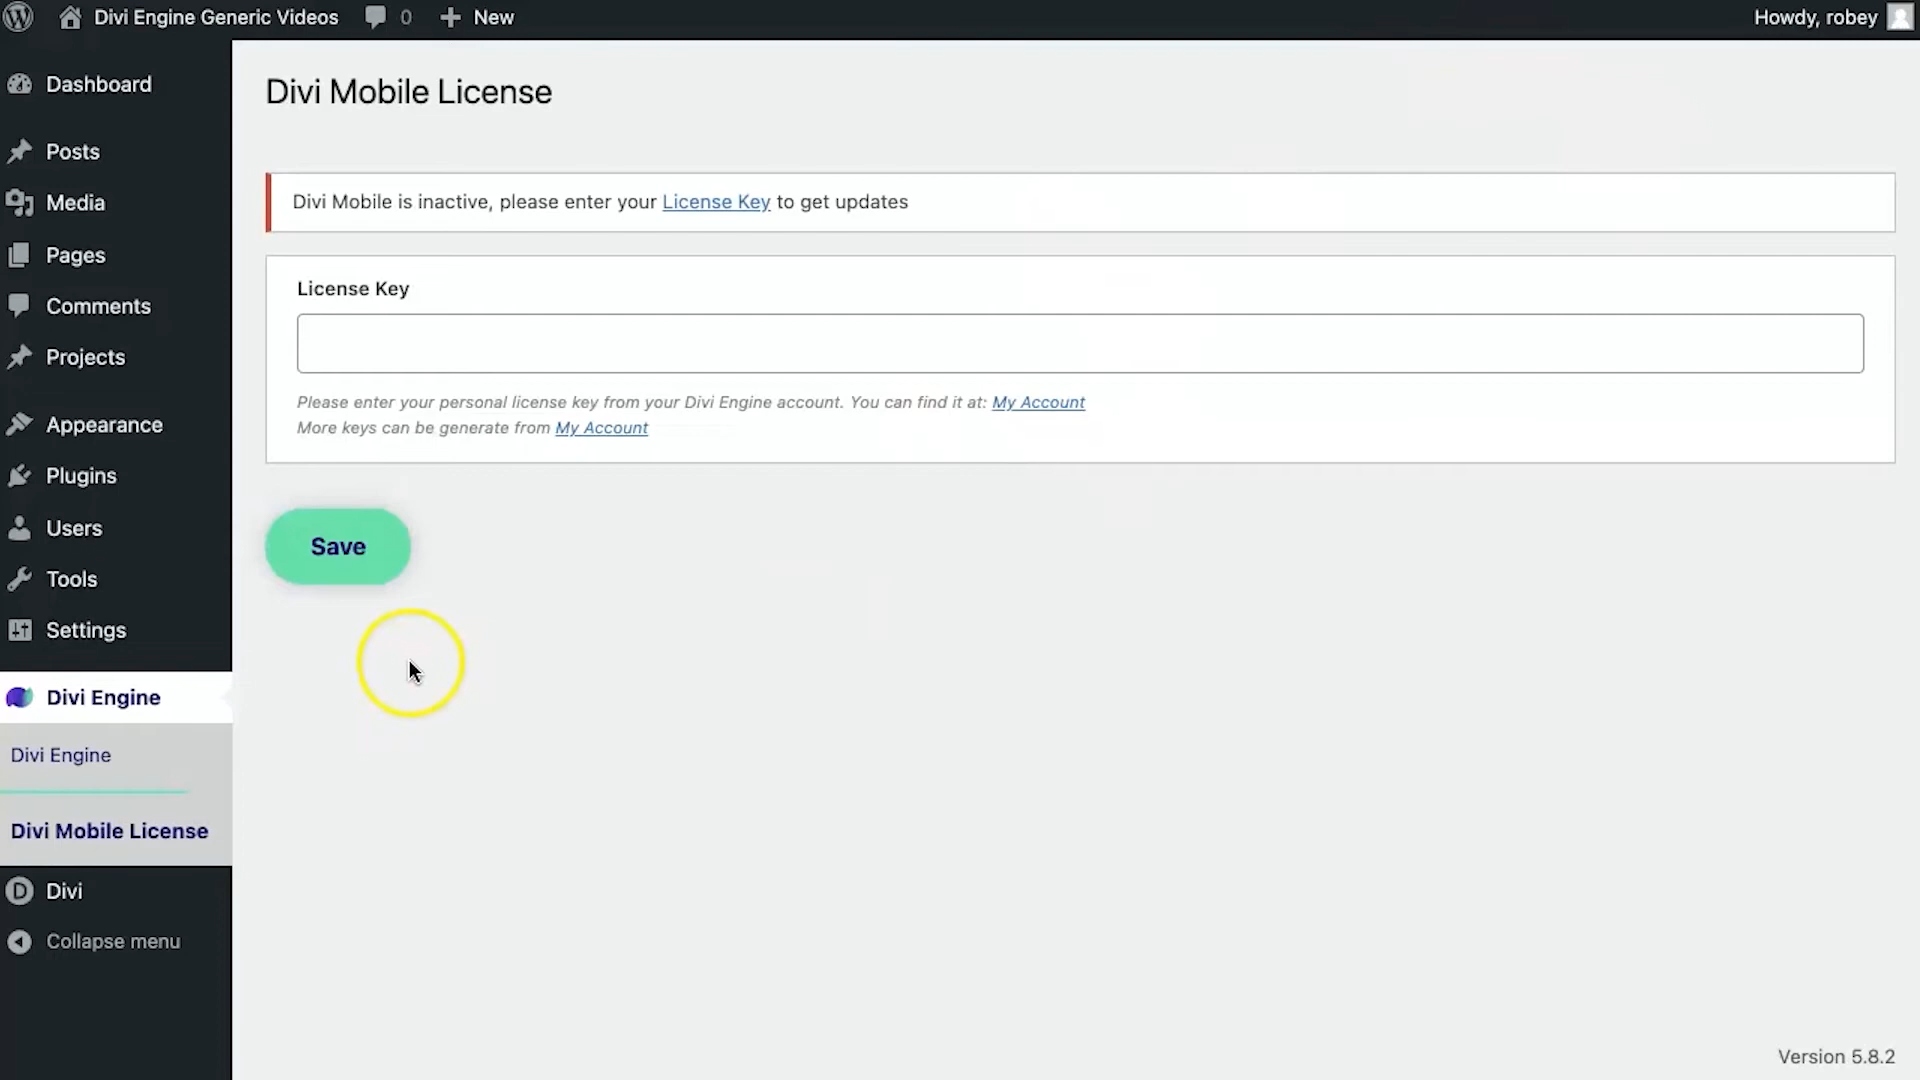 Divi Engine Generic Videos 0 New Howdy, robey
Dashboard
Posts
Media
Pages
Comments
Projects
Appearance
Plugins
Users
Tools
Settings
Divi Engine
Divi Engine
Divi Mobile License
D Divi
Collapse menu
Divi Mobile License
Divi Mobile is inactive, please enter your License Key to get updates
License Key
Please enter your personal license key from your Divi Engine account. You can find it at: My Account
More keys can be generate from My Account
Save
Version 5.8.2